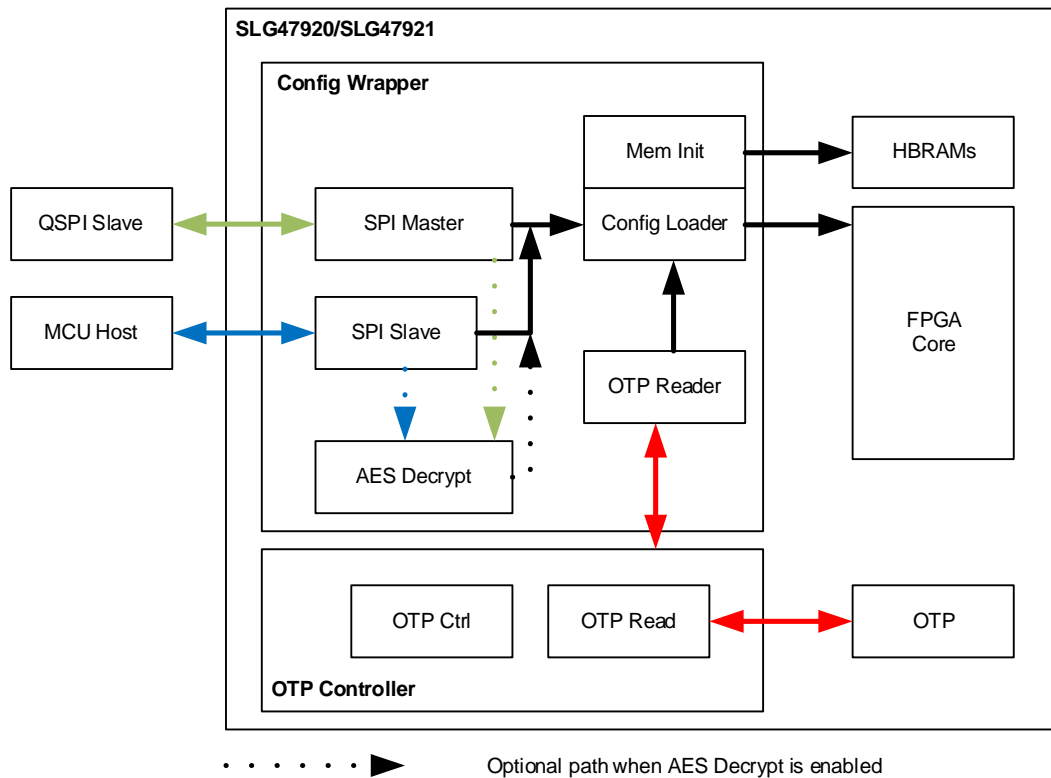 SLG47920/SLG47921
Config Wrapper
Mem Init
HBRAMs
QSPI Slave
SPI Master
Config Loader
MCU Host
SPI Slave
FPGA
Core
OTP Reader
AES Decrypt
OTP Ctrl
OTP Read
OTP
OTP Controller
Optional path when AES Decrypt is enabled